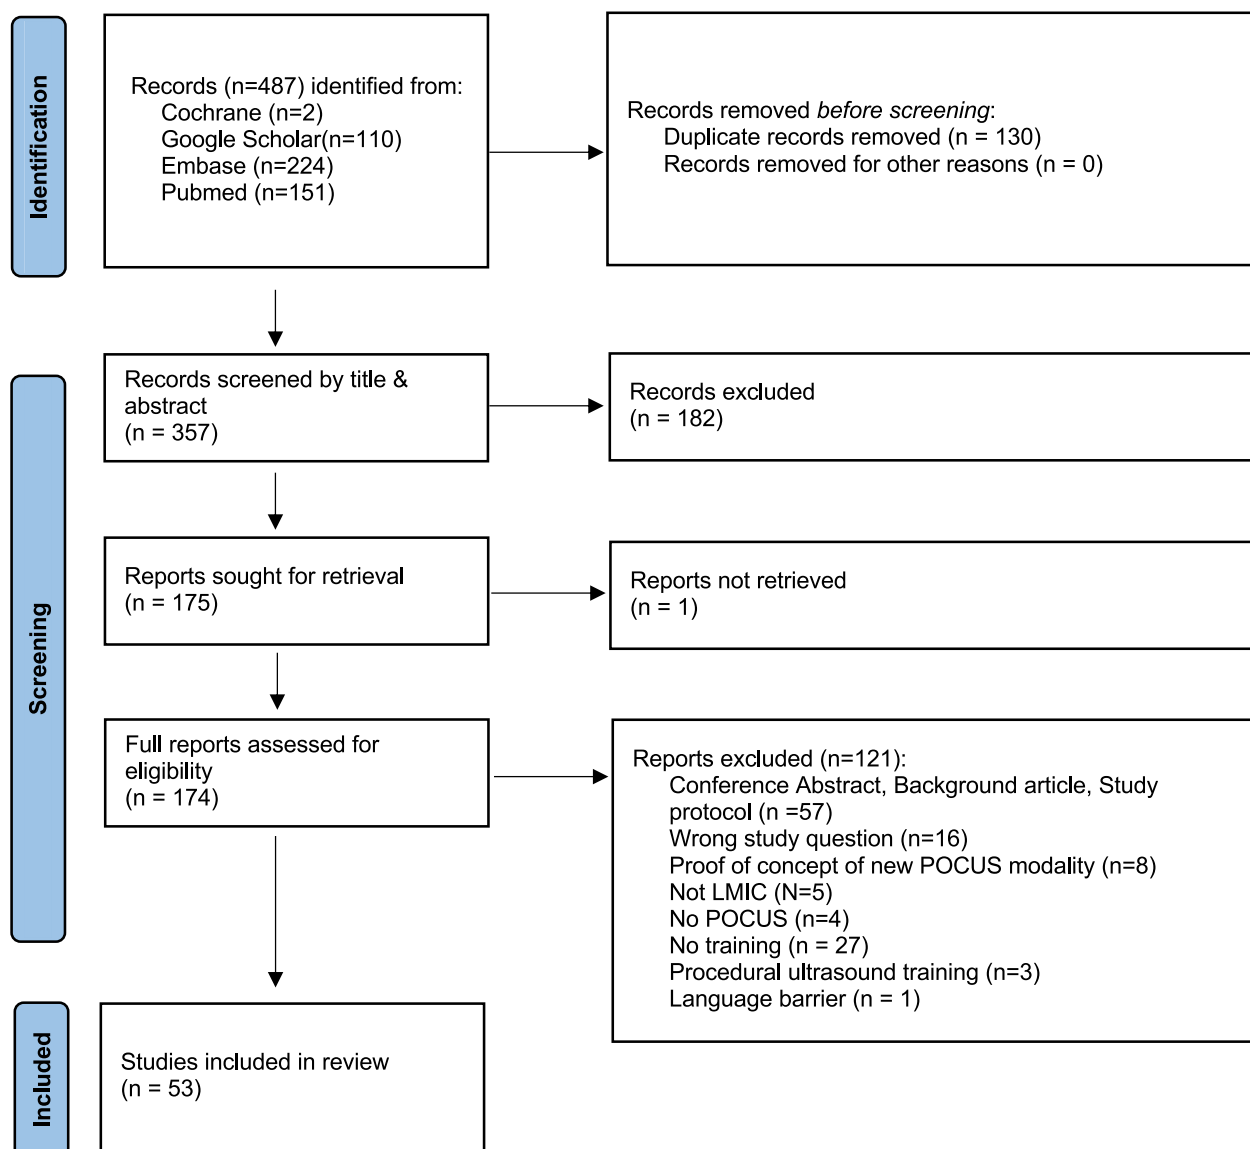 Identification
Records (n=487) identified from:
Cochrane (n=2)
Google Scholar(n=110)
Embase (n=224)
Pubmed (n=151)
Records removed before screening:
Duplicate records removed (n = 130)
Records removed for other reasons (n = 0)
Screening
Records screened by title &
abstract
(n = 357)
Records excluded
(n = 182)
Reports sought for retrieval
(n = 175)
Reports not retrieved
(n = 1)
Full reports assessed for
eligibility
(n = 174)
Reports excluded (n=121):
Conference Abstract, Background article, Study
protocol (n =57)
Wrong study question (n=16)
Proof of concept of new POCUS modality (n=8)
Not LMIC (N=5)
No POCUS (n=4)
No training (n = 27)
Procedural ultrasound training (n=3)
Language barrier (n = 1)
Included
Studies included in review
(n = 53)